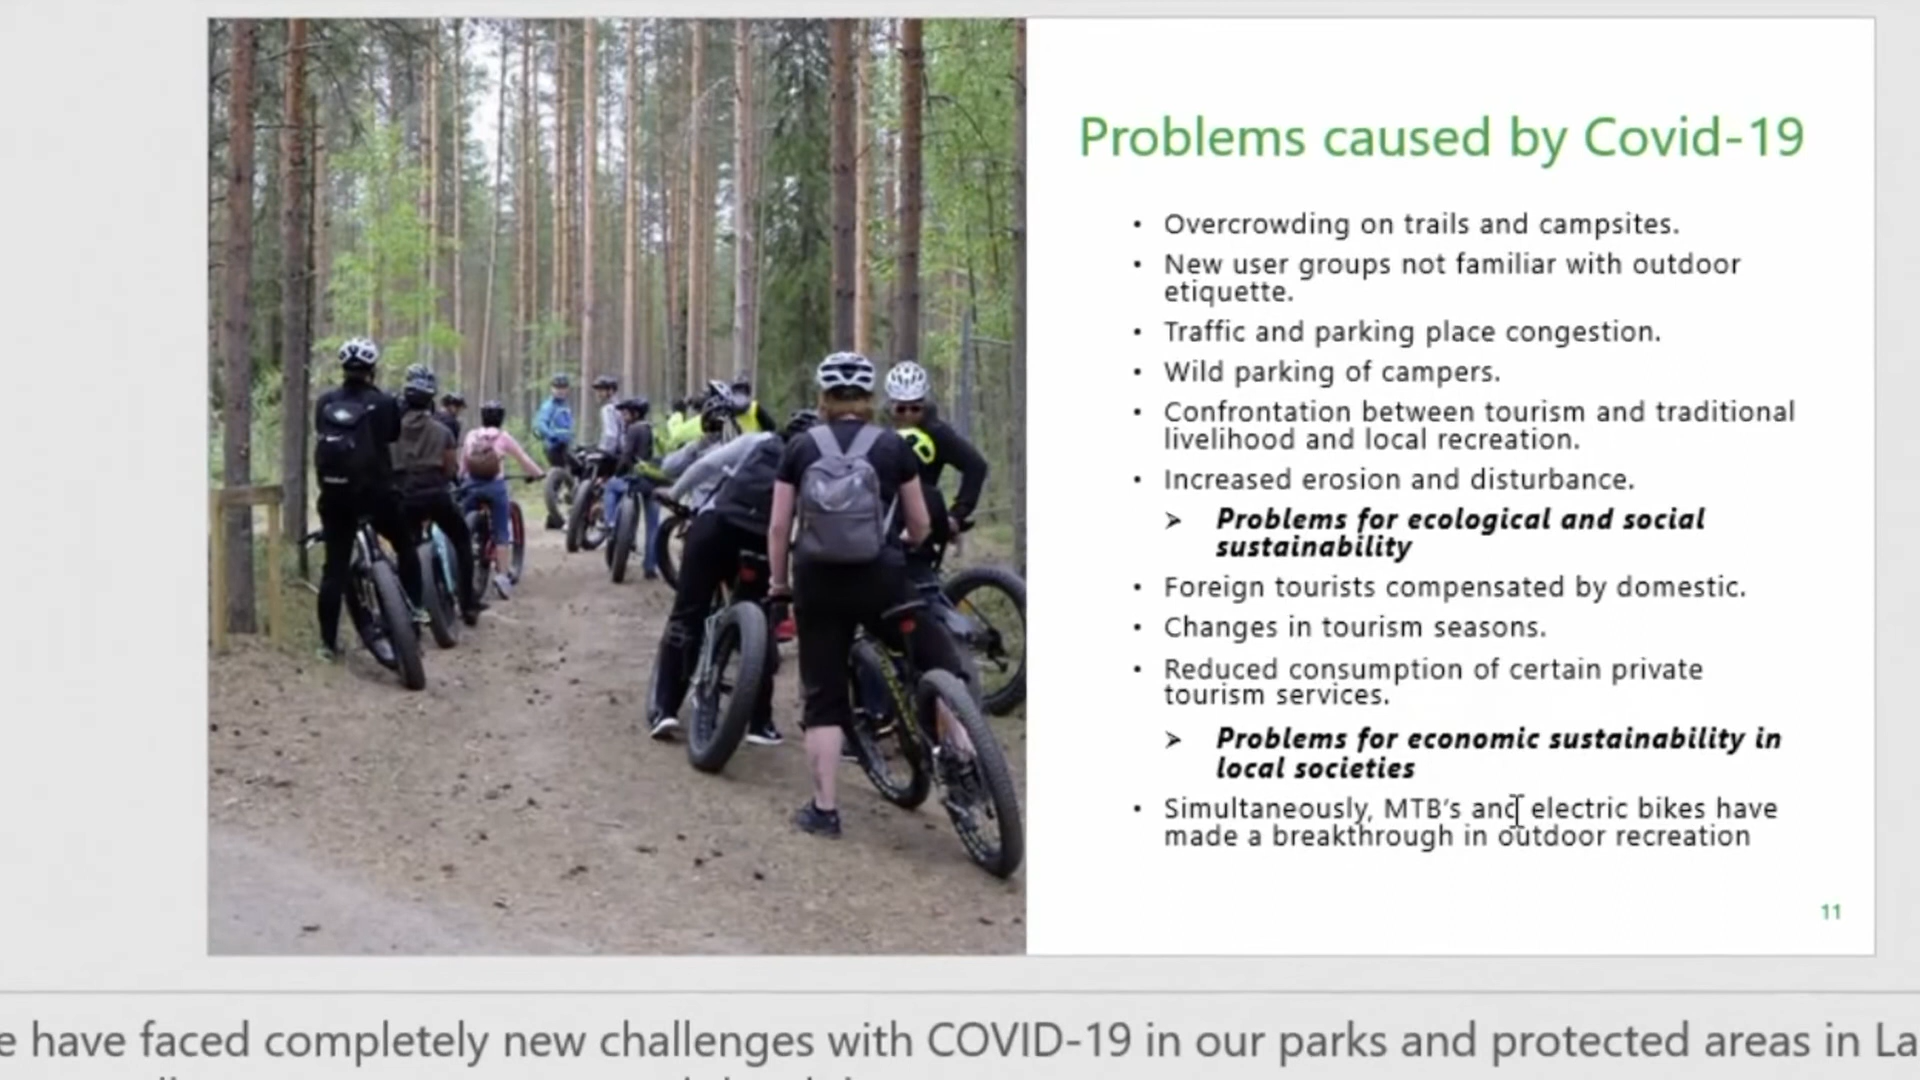 Problems caused by Covid-19
• Overcrowding on trails and campsites.
• New user groups not familiar with outdoor
etiquette.
• Traffic and parking place congestion.
• Wild parking of campers.
• Confrontation between tourism and traditional
livelihood and local recreation.
• Increased erosion and disturbance.
➢ Problems for ecological and social
sustainability
• Foreign tourists compensated by domestic.
• Changes in tourism seasons.
• Reduced consumption of certain private
tourism services.
➢ Problems for economic sustainability in
local societies
• Simultaneously, MTB's and electric bikes have
made a breakthrough in outdoor recreation
11
have faced completely new challenges with COVID-19 in our parks and protected areas in